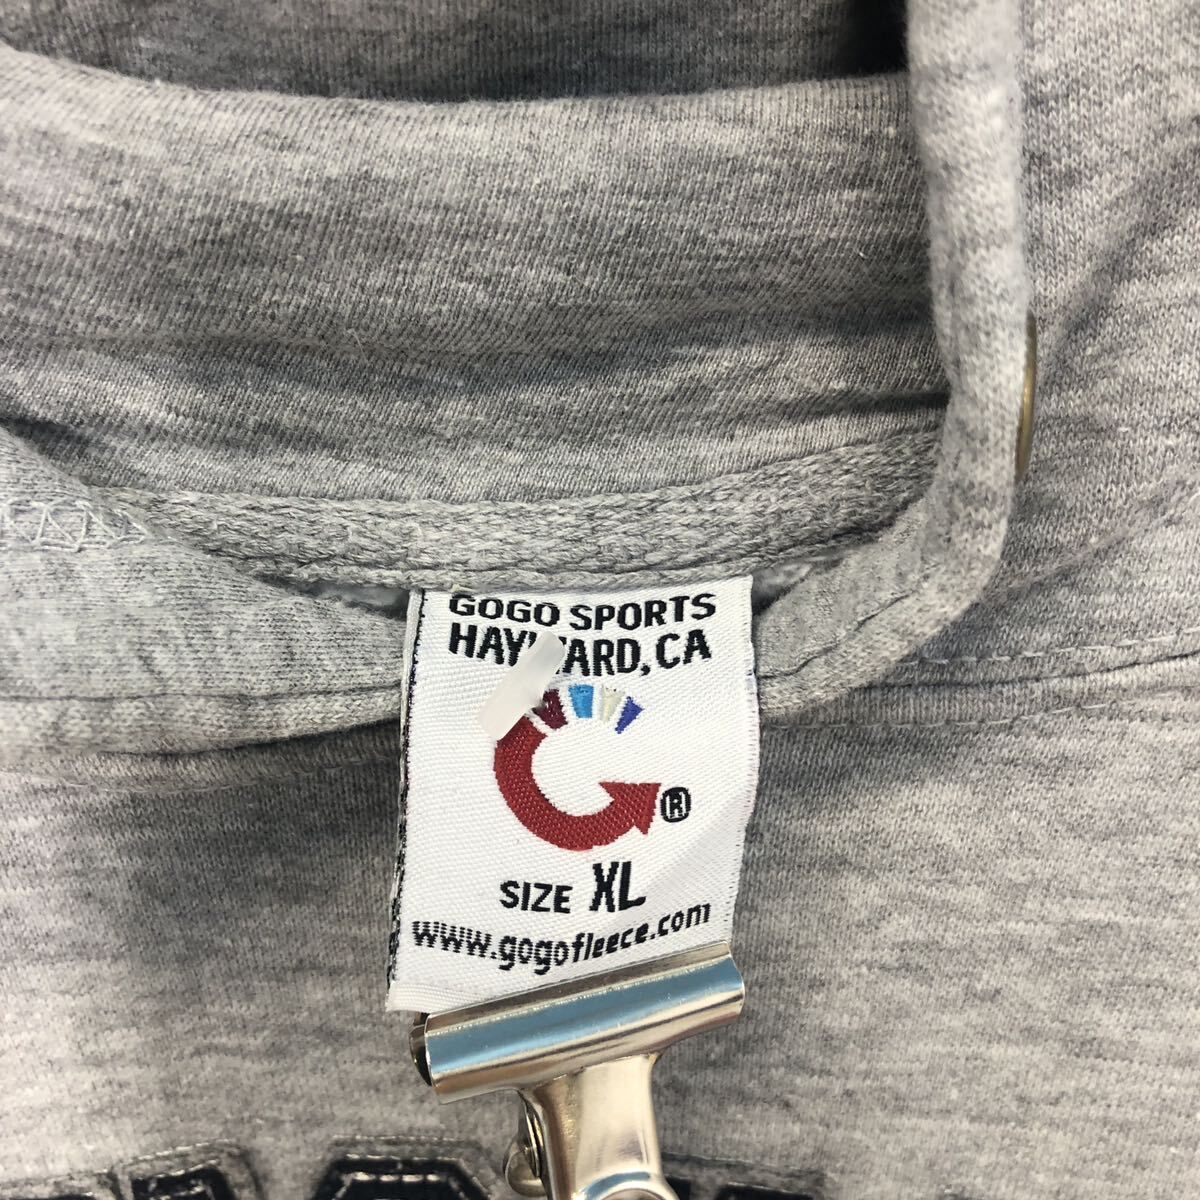 GOGO SPORTS
HAYWARD, CA
®
SIZE XL
www.gogofleece.com